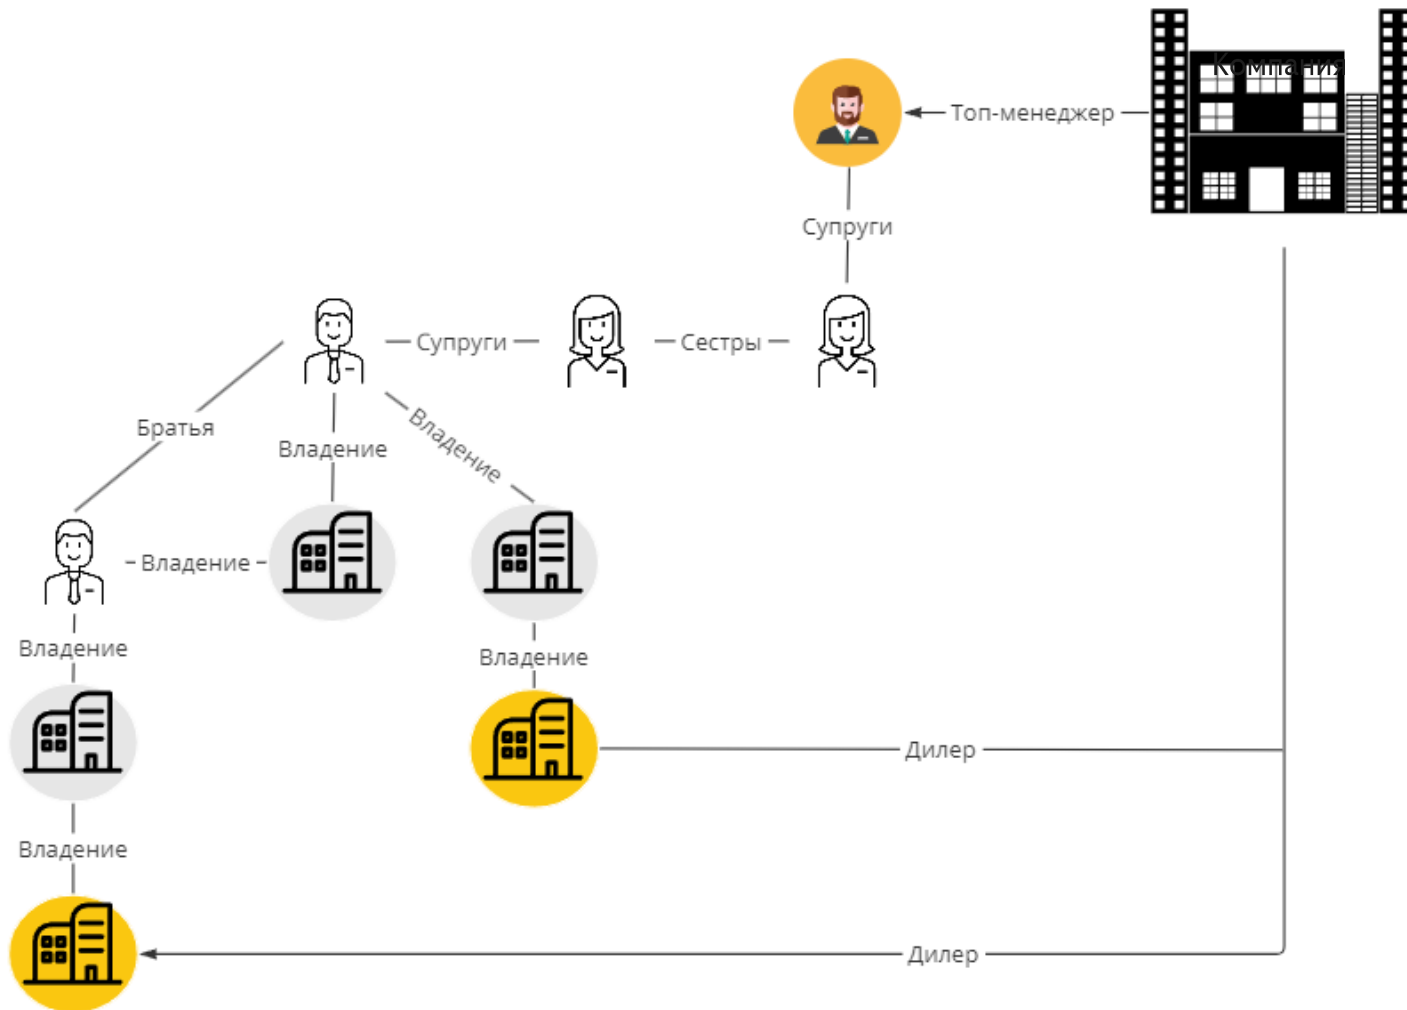 Компания
Топ-менеджер
Супруги
Супруги
Сестры
Братья
Владение
Владение
Владение
Владение
Владение
Дилер
Владение
Дилер